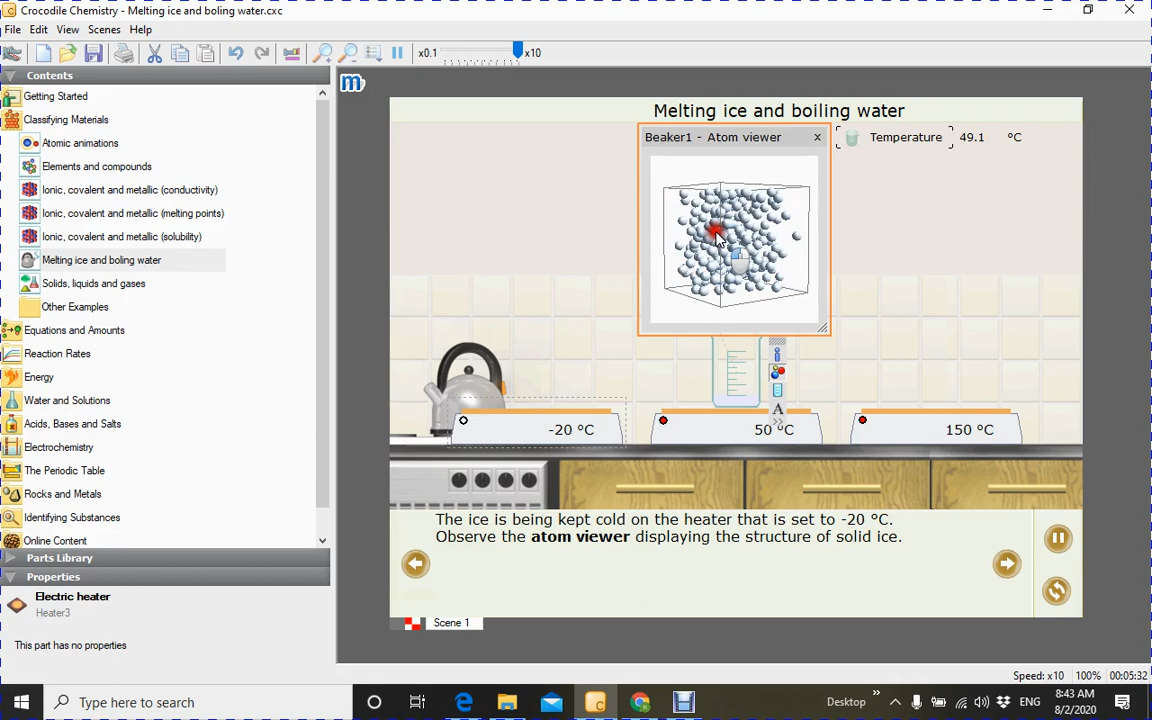 Crocodile Chemistry - Melting ice and boling water.cxc
File Edit View Scenes Help
x0.1 x10
Contents
Getting Started
Classifying Materials
Atomic animations
Elements and compounds
Ionic, covalent and metallic (conductivity)
Ionic, covalent and metallic (melting points)
Ionic, covalent and metallic (solubility)
Melting ice and boiling water
Solids, liquids and gases
Other Examples
Equations and Amounts
Reaction Rates
Energy
Water and Solutions
Acids, Bases and Salts
Electrochemistry
The Periodic Table
Rocks and Metals
Identifying Substances
Online Content
Parts Library
Properties
Electric heater
Heater3
This part has no properties
m
Melting ice and boiling water
Beaker1 - Atom viewer x
Temperature 49.1 °C
A
-20 °C 50 °C 150 °C
The ice is being kept cold on the heater that is set to -20 °C.
Observe the atom viewer displaying the structure of solid ice.
Scene 1
Speed: x10 100% 00:05:32
Type here to search
Desktop
ENG
8:43 AM
8/2/2020